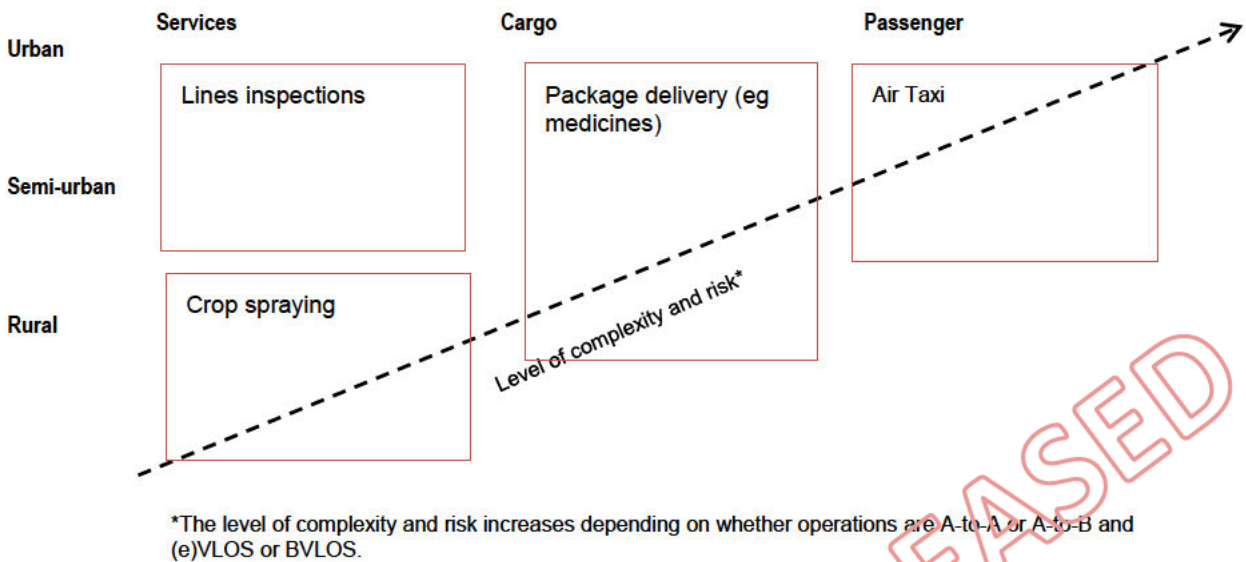 Services
Cargo
Passenger
Urban
Lines inspections
Package delivery (eg
medicines)
Air Taxi
Semi-urban
Crop spraying
Rural
Level of complexity and risk*
*The level of complexity and risk increases depending on whether operations are A-to-A or A-to-B and
(e)VLOS or BVLOS.
EASED